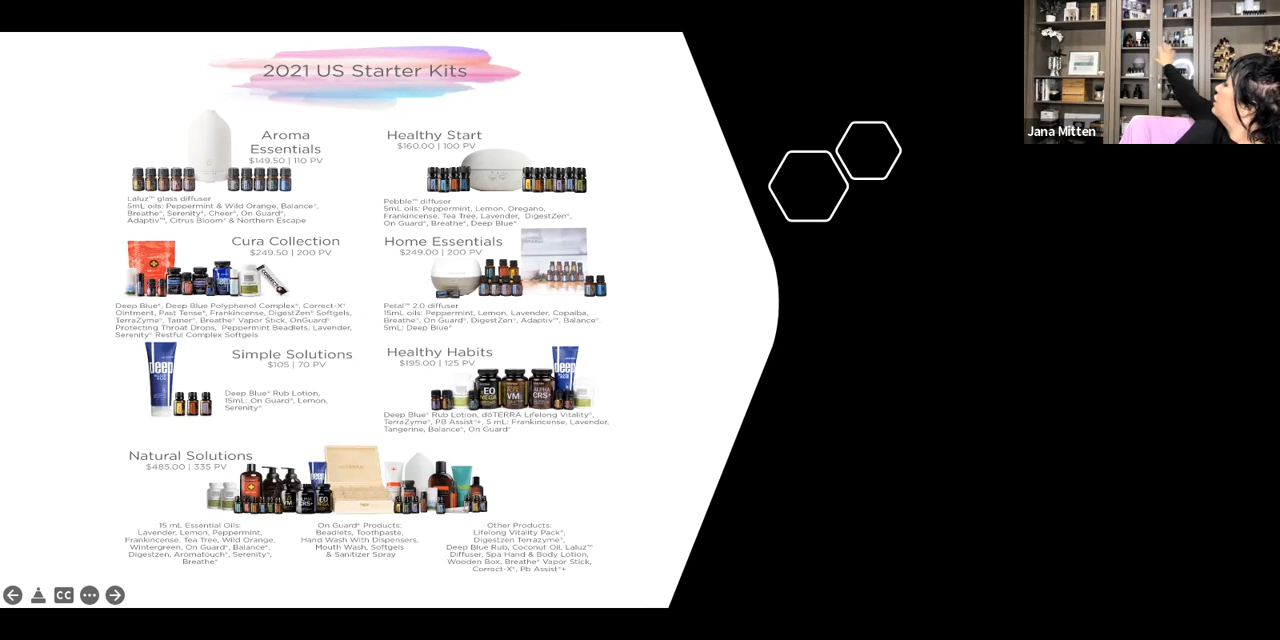 2021 US Starter Kits
Aroma
Essentials
$149.50 | 110 PV
Laluz™ glass diffuser
5mL oils: Peppermint & Wild Orange, Balance®,
Breathe®, Serenity®, Cheer®, On Guard®,
Adaptiv™, Citrus Bloom® & Northern Escape
Healthy Start
$160.00 | 100 PV
Pebble™ diffuser
5mL oils: Peppermint, Lemon, Oregano,
Frankincense, Tea Tree, Lavender, DigestZen®,
On Guard®, Breathe®, Deep Blue®
Cura Collection
$249.50 | 200 PV
Deep Blue®, Deep Blue Polyphenol Complex®, Correct-X®
Ointment, Past Tense®, Frankincense, DigestZen® Softgels,
TerraZyme®, Tamer®, Breathe® Vapor Stick, OnGuard®
Protecting Throat Drops, Peppermint Beadlets, Lavender,
Serenity® Restful Complex Softgels
Home Essentials
$249.00 | 200 PV
Petal™ 2.0 diffuser
15mL oils: Peppermint, Lemon, Lavender, Copaiba,
Breathe®, On Guard®, DigestZen®, Adaptiv™, Balance®.
5mL: Deep Blue®
Simple Solutions
$105 | 70 PV
deep
Deep Blue® Rub Lotion,
15mL: On Guard®, Lemon,
Serenity®
Healthy Habits
$195.00 | 125 PV
deep
EO
MEGA
VM
ALPHA
CRS+
Deep Blue® Rub Lotion, dōTERRA Lifelong Vitality®,
TerraZyme®, PB Assist®+, 5 mL: Frankincense, Lavender,
Tangerine, Balance®, On Guard®
Natural Solutions
$485.00 | 335 PV
VM
CRS+
EO
15 mL Essential Oils:
Lavender, Lemon, Peppermint,
Frankincense, Tea Tree, Wild Orange,
Wintergreen, On Guard®, Balance®,
Digestzen, Aromatouch®, Serenity®,
Breathe®
On Guard® Products:
Beadlets, Toothpaste,
Hand Wash With Dispensers,
Mouth Wash, Softgels
& Sanitizer Spray
Other Products:
Lifelong Vitality Pack®,
Digestzen Terrazyme®,
Deep Blue Rub, Coconut Oil, Laluz™
Diffuser, Spa Hand & Body Lotion,
Wooden Box, Breathe® Vapor Stick,
Correct-X®, Pb Assist®+
CC
Jana Mitten